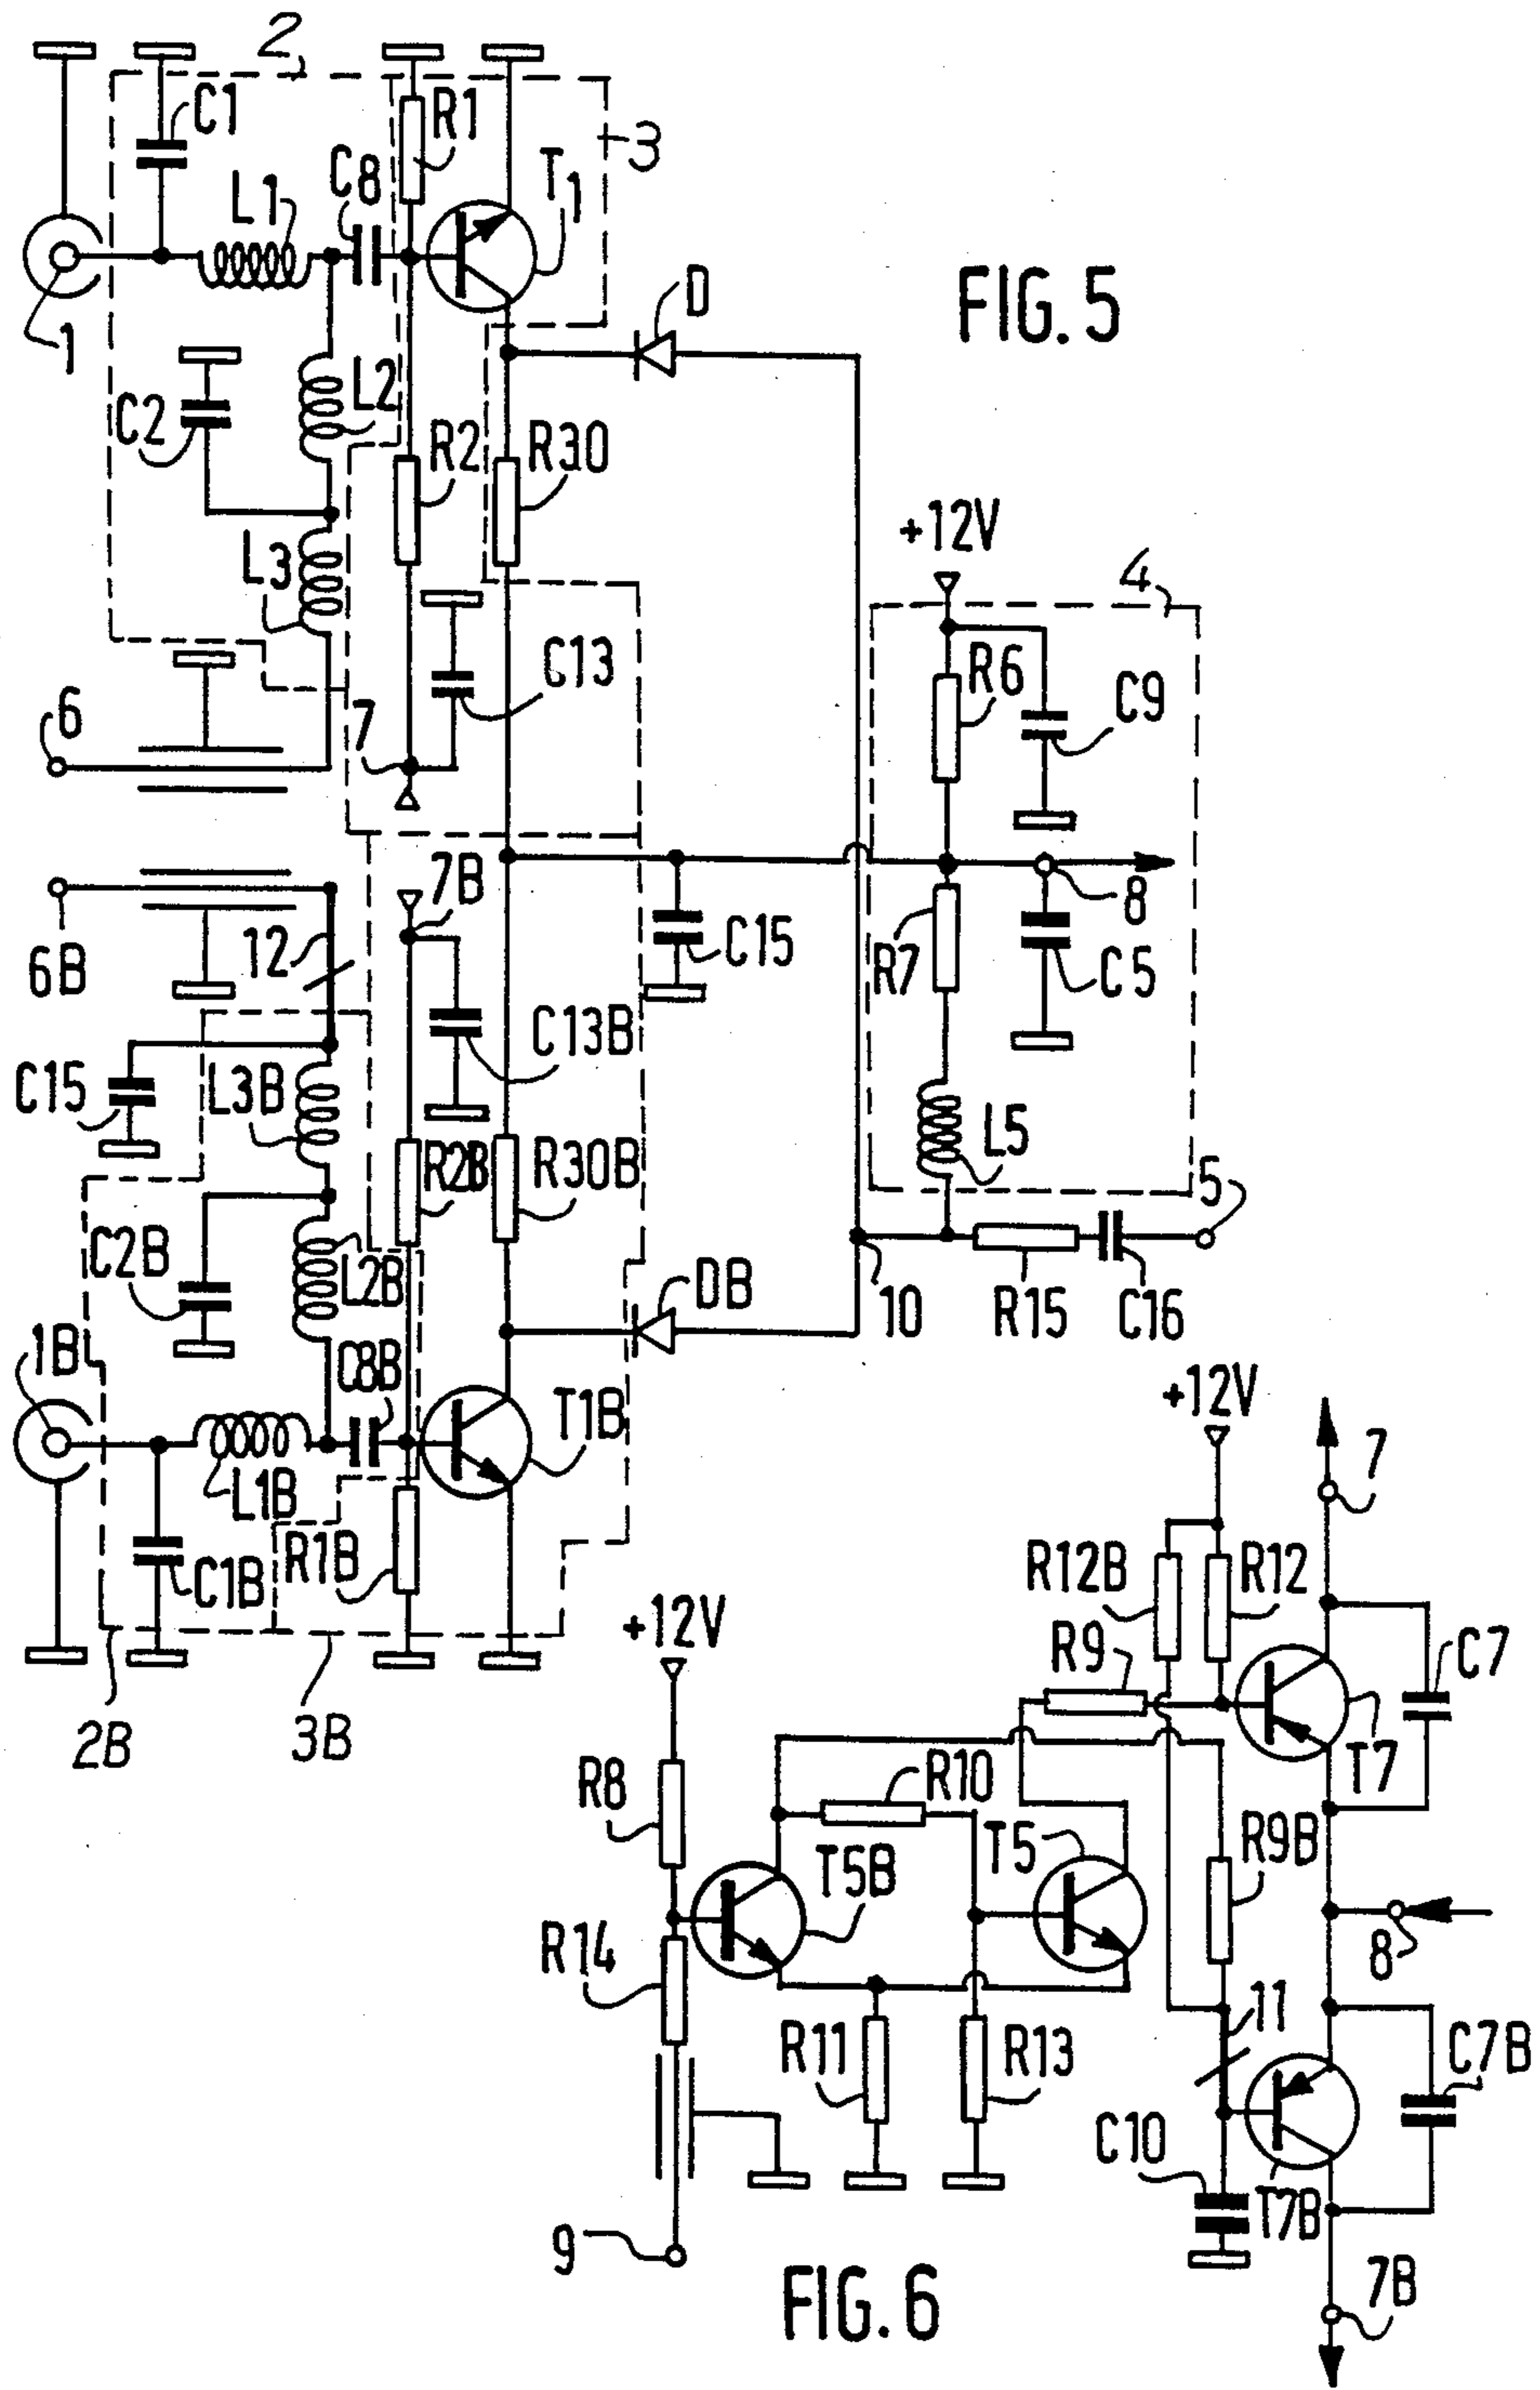 2
C1
R1
3
C8
T1
L1
D
FIG. 5
1
L2
C2
R2
R30
+12V
L3
4
C13
R6
C9
6
7
7B
8
12
C15
R7
C5
6B
C13B
C15
L3B
L5
R2B
R30B
5
C2B
L2B
DB
10
R15
C16
1B
C8B
+12V
T1B
7
L1B
R12B
R12
R1B
C1B
+12V
R9
C7
2B
3B
T7
R8
R10
T5
R9B
T5B
R14
8
11
R11
R13
C7B
C10
T7B
9
7B
FIG. 6